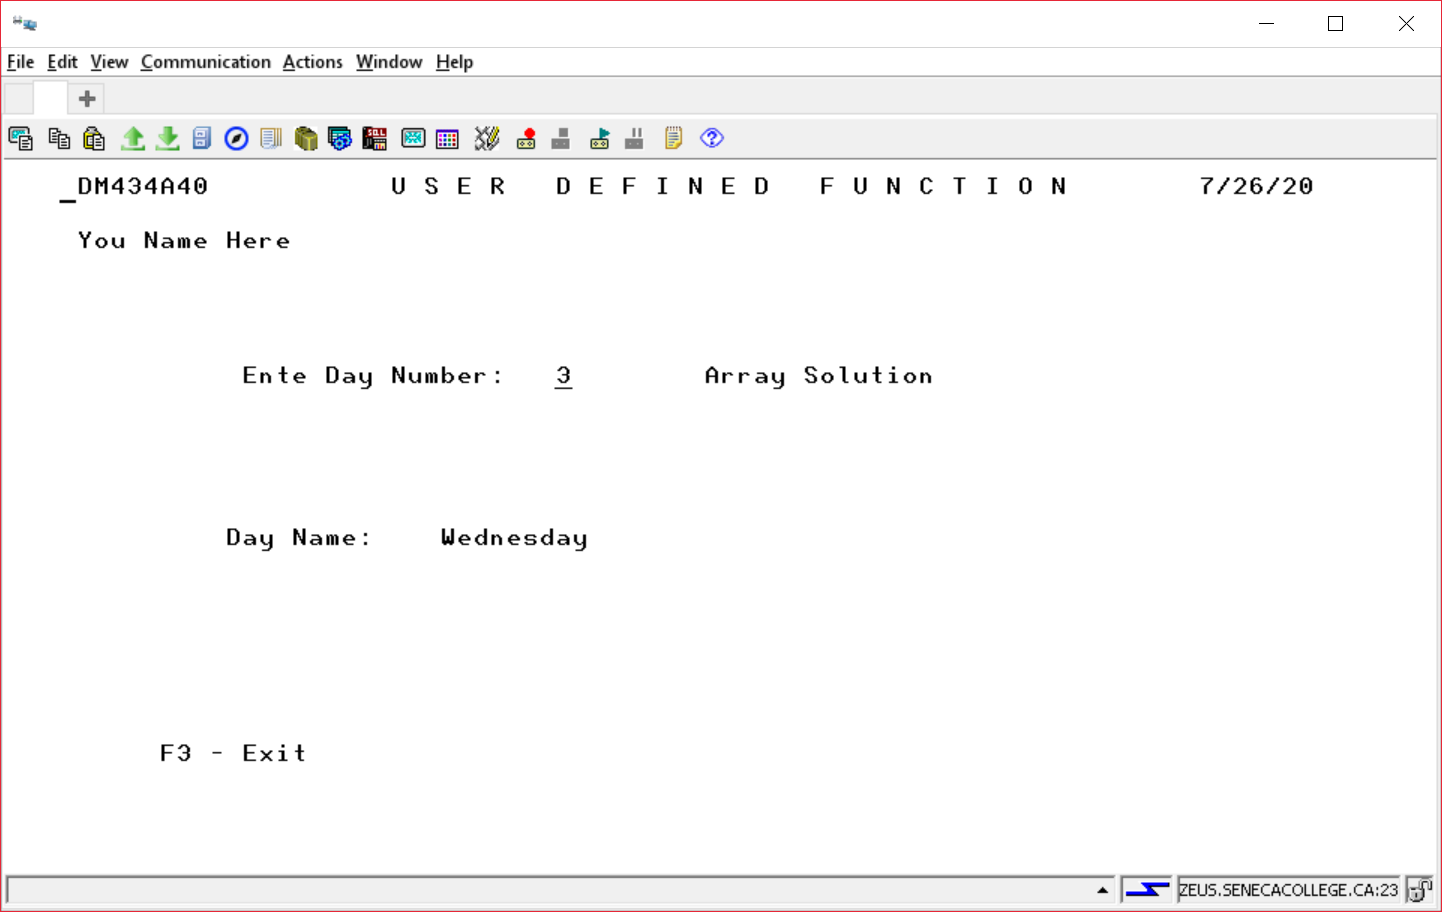 File Edit View Communication Actions Window Help
_DM434A40 U S E R D E F I N E D F U N C T I O N 7/26/20
You Name Here
Ente Day Number: 3 Array Solution
Day Name: Wednesday
F3 - Exit
ZEUS.SENECACOLLEGE.CA:23